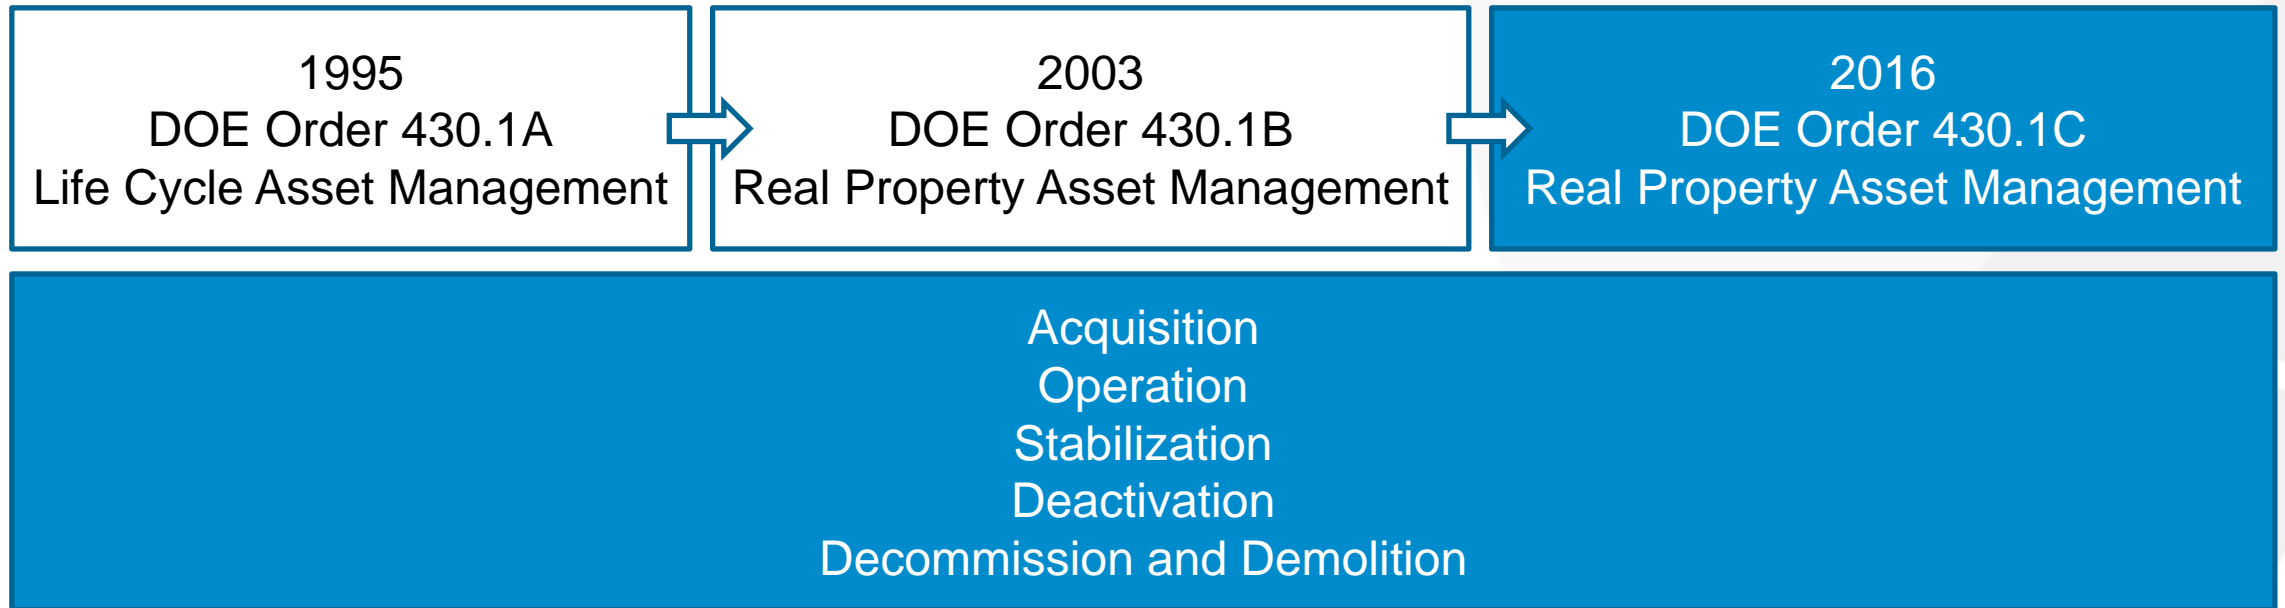 1995
DOE Order 430.1A
Life Cycle Asset Management
2003
DOE Order 430.1B
Real Property Asset Management
2016
DOE Order 430.1C
Real Property Asset Management
Acquisition
Operation
Stabilization
Deactivation
Decommission and Demolition